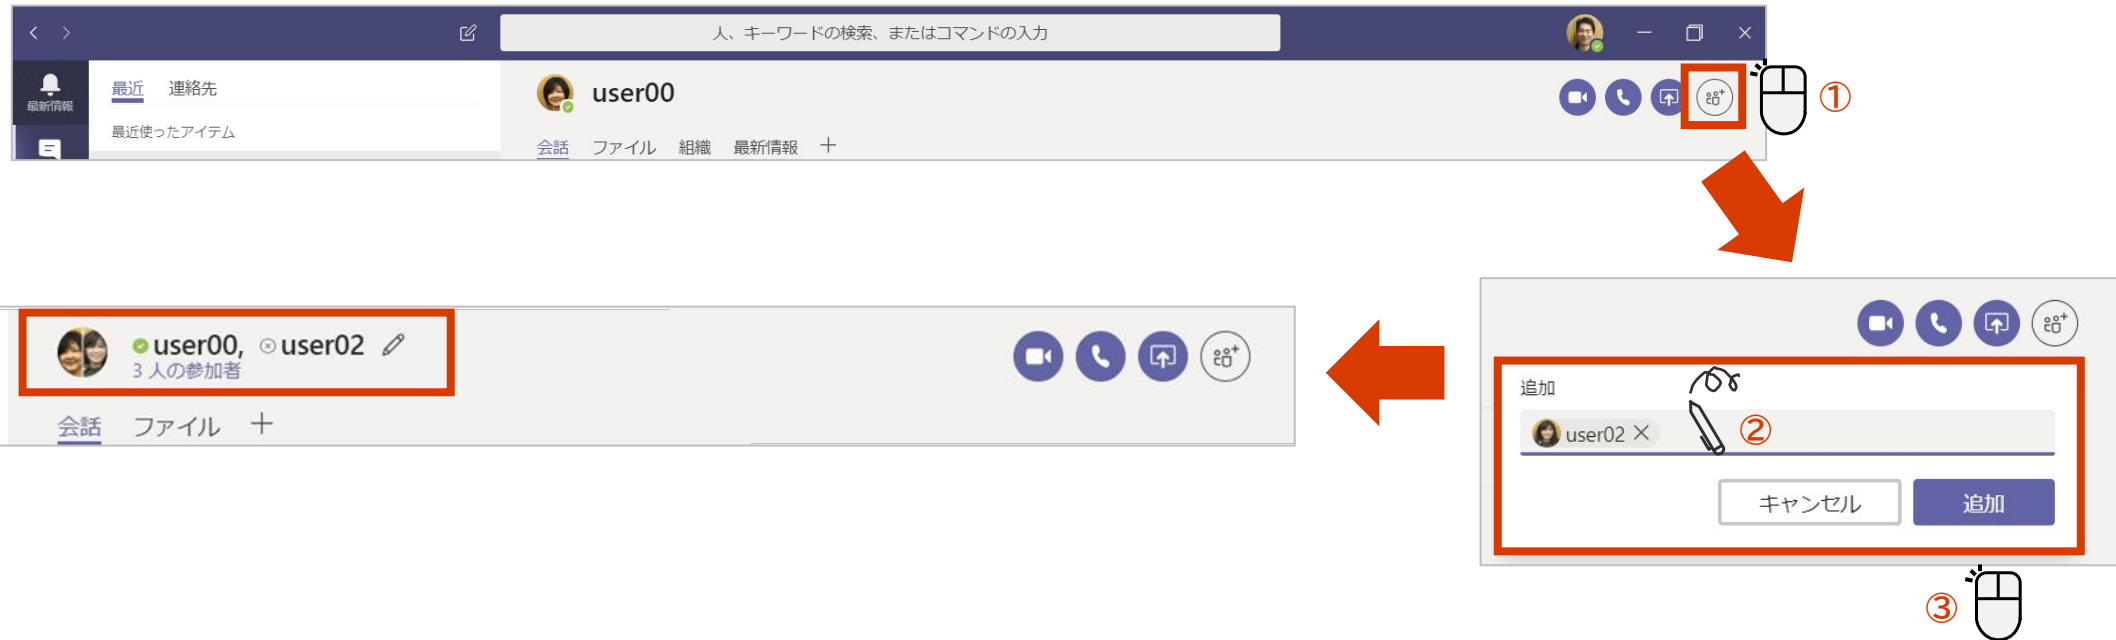 人、キーワードの検索、またはコマンドの入力
最新情報
最近 連絡先
最近使ったアイテム
user00
会話 ファイル 組織 最新情報 +
①
user00, user02
3 人の参加者
会話 ファイル +
追加
user02 ×
②
キャンセル 追加
③